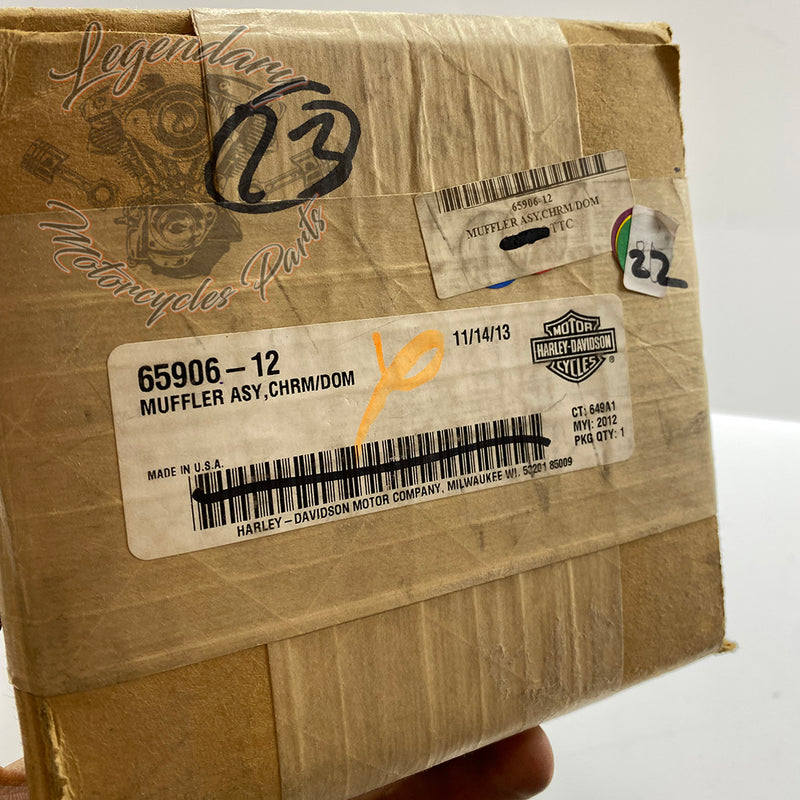 Legendary
Motorcycles Parts
23
65906-12
MUFFLER ASY,CHRM/DOM
TTC
22
65906-12
MUFFLER ASY,CHRM/DOM
11/14/13
MOTOR
HARLEY-DAVIDSON
CYCLES
®
CT: 649A1
MY: 2012
PKG QTY: 1
MADE IN U.S.A.
HARLEY-DAVIDSON MOTOR COMPANY, MILWAUKEE WI. 53201 85009